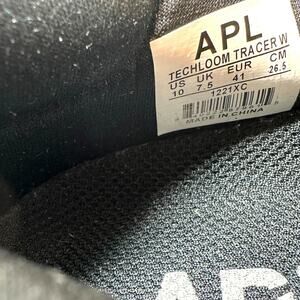 APL
TECHLOOM TRACER W
US UK EUR CM
10 7.5 41 26.5
1221XC
MADE IN CHINA